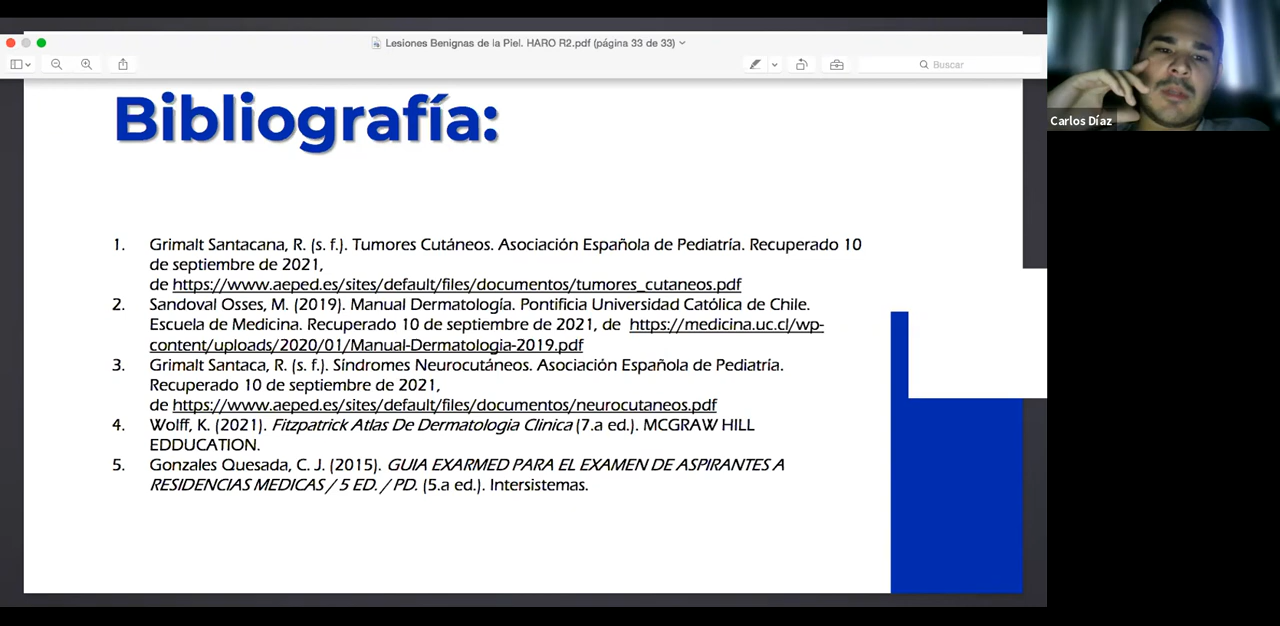 Lesiones Benignas de la Piel. HARO R2.pdf (página 33 de 33)
Buscar
Carlos Díaz
Bibliografía:
1. Grimalt Santacana, R. (s. f.). Tumores Cutáneos. Asociación Española de Pediatría. Recuperado 10
de septiembre de 2021,
de https://www.aeped.es/sites/default/files/documentos/tumores_cutaneos.pdf
2. Sandoval Osses, M. (2019). Manual Dermatología. Pontificia Universidad Católica de Chile.
Escuela de Medicina. Recuperado 10 de septiembre de 2021, de https://medicina.uc.cl/wp-
content/uploads/2020/01/Manual-Dermatologia-2019.pdf
3. Grimalt Santaca, R. (s. f.). Síndromes Neurocutáneos. Asociación Española de Pediatría.
Recuperado 10 de septiembre de 2021,
de https://www.aeped.es/sites/default/files/documentos/neurocutaneos.pdf
4. Wolff, K. (2021). Fitzpatrick Atlas De Dermatologia Clinica (7.a ed.). MCGRAW HILL
EDDUCATION.
5. Gonzales Quesada, C. J. (2015). GUIA EXARMED PARA EL EXAMEN DE ASPIRANTES A
RESIDENCIAS MEDICAS / 5 ED. / PD. (5.a ed.). Intersistemas.